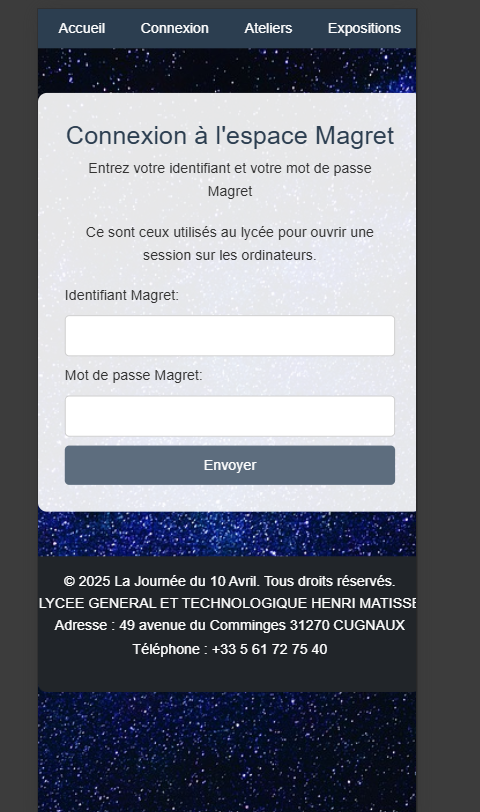 Accueil Connexion Ateliers Expositions
Connexion à l'espace Magret
Entrez votre identifiant et votre mot de passe
Magret
Ce sont ceux utilisés au lycée pour ouvrir une
session sur les ordinateurs.
Identifiant Magret:
Mot de passe Magret:
Envoyer
© 2025 La Journée du 10 Avril. Tous droits réservés.
LYCEE GENERAL ET TECHNOLOGIQUE HENRI MATISSE
Adresse : 49 avenue du Comminges 31270 CUGNAUX
Téléphone : +33 5 61 72 75 40